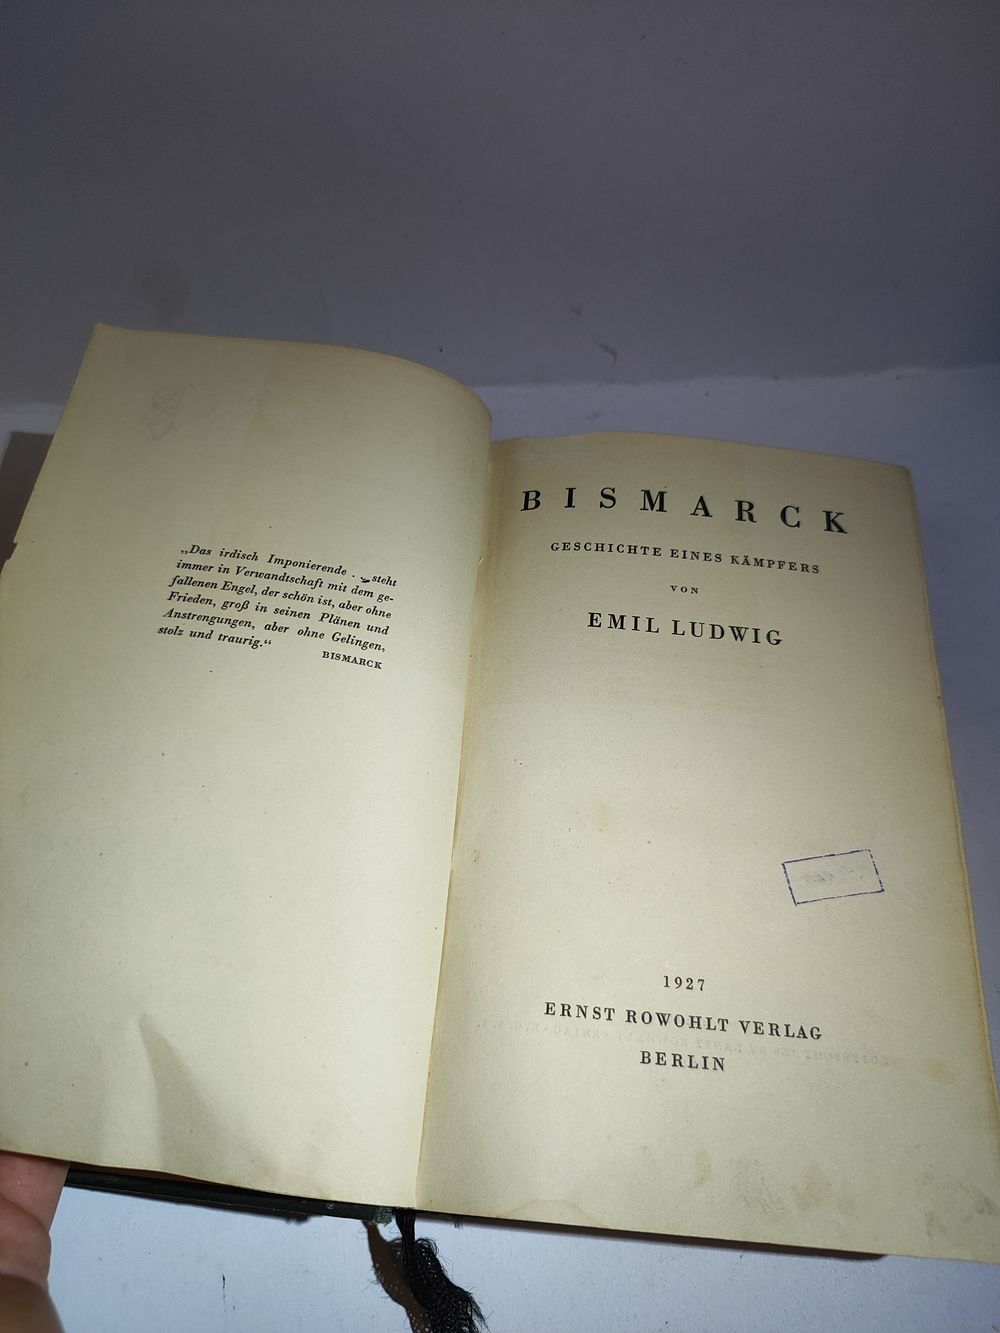 „Das irdisch Imponierende . . steht
immer in Verwandtschaft mit dem ge-
fallenen Engel, der schön ist, aber ohne
Frieden, groß in seinen Plänen und
Anstrengungen, aber ohne Gelingen,
stolz und traurig.“
BISMARCK
BISMARCK
GESCHICHTE EINES KÄMPFERS
VON
EMIL LUDWIG
1927
ERNST ROWOHLT VERLAG
BERLIN